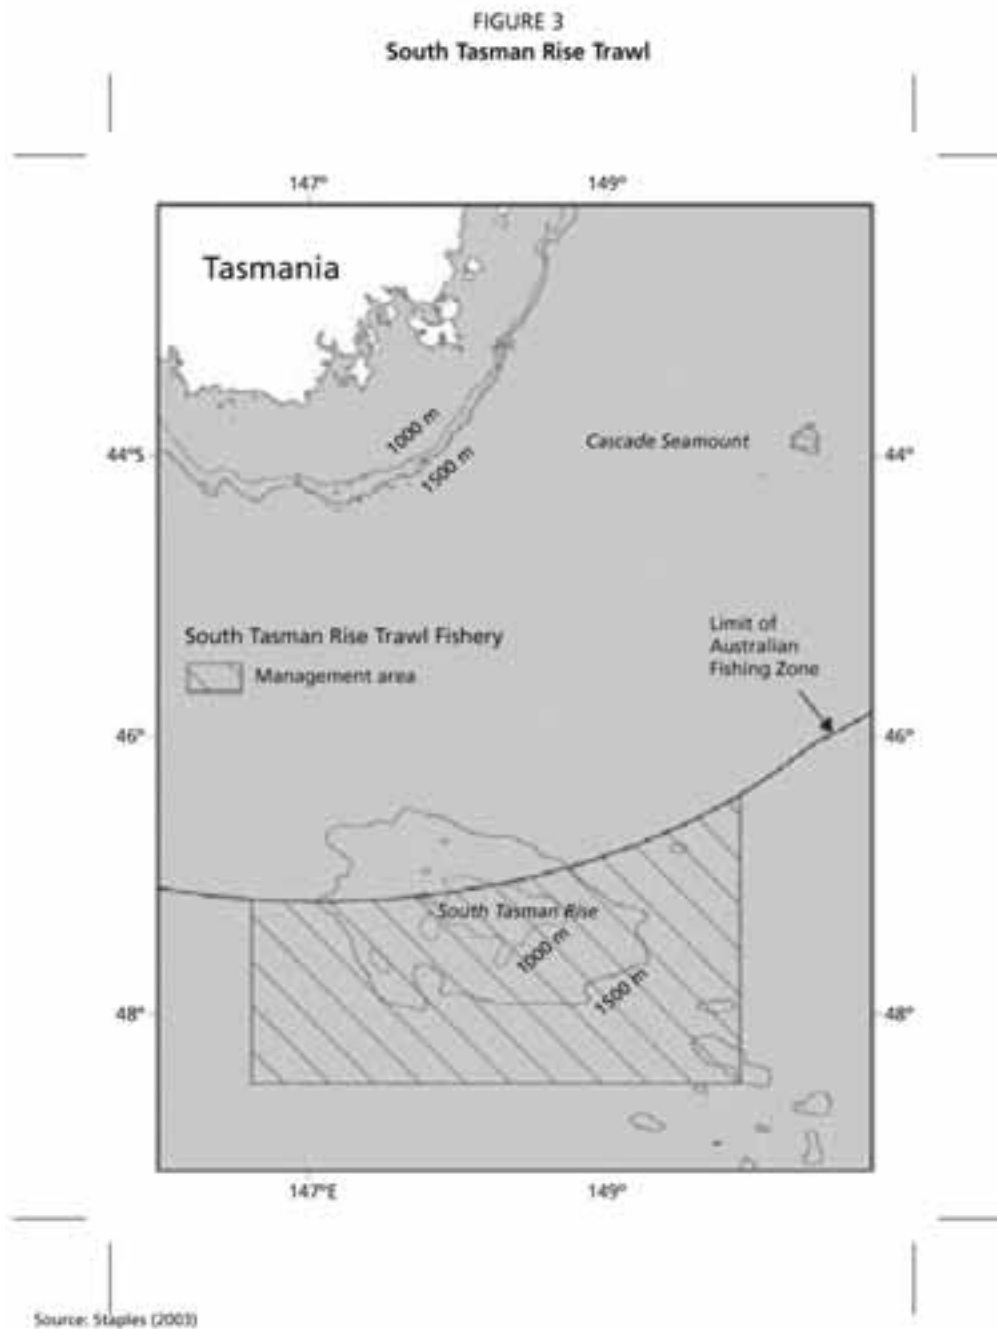 FIGURE 3
South Tasman Rise Trawl
147°
149°
Tasmania
1000 m
1500 m
Cascade Seamount
44°S
44°
South Tasman Rise Trawl Fishery
Management area
Limit of
Australian
Fishing Zone
46°
46°
South Tasman Rise
1000 m
1500 m
48°
48°
147°E
149°
Source: Staples (2003)